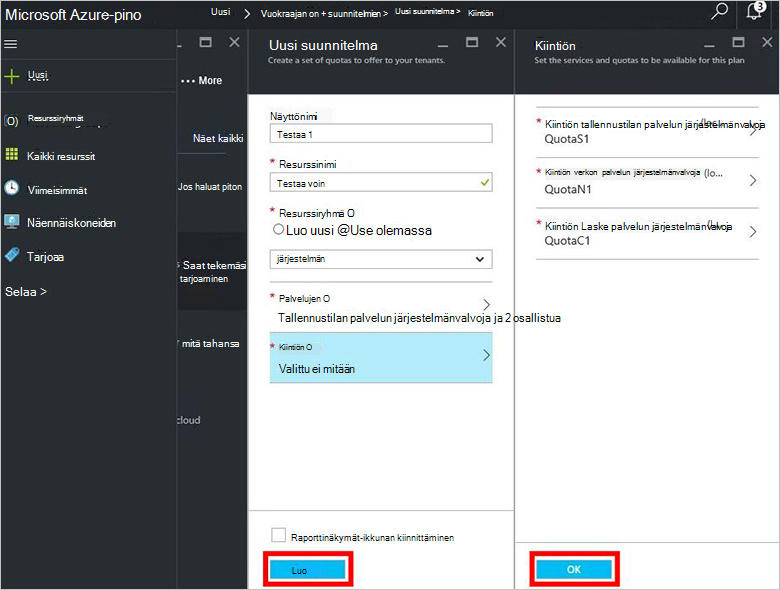 Microsoft Azure-pino
Uusi > Vuokraajan on + suunnitelmien > Uusi suunnitelma > Kiintiön
3
Uusi
Resurssiryhmät
Kaikki resurssit
Viimeisimmät
Näennäiskoneiden
Tarjoaa
Selaa >
••• More
Näet kaikki
Jos haluat piton
Saat tekemäsi
tarjoaminen
mitä tahansa
cloud
Uusi suunnitelma
Create a set of quotas to offer to your tenants.
Näyttönimi
Testaa 1
* Resurssinimi
Testaa voin
* Resurssiryhmä O
Luo uusi @Use olemassa
järjestelmän
* Palvelujen O
Tallennustilan palvelun järjestelmänvalvoja ja 2 osallistua
* Kiintiön O
Valittu ei mitään
Raporttinäkymät-ikkunan kiinnittäminen
Luo
Kiintiön
Set the services and quotas to be available for this plan
* Kiintiön tallennustilan palvelun järjestelmänvalvoja
QuotaS1
* Kiintiön verkon palvelun järjestelmänvalvoja (lo...
QuotaN1
* Kiintiön Laske palvelun järjestelmänvalvoja
QuotaC1
OK